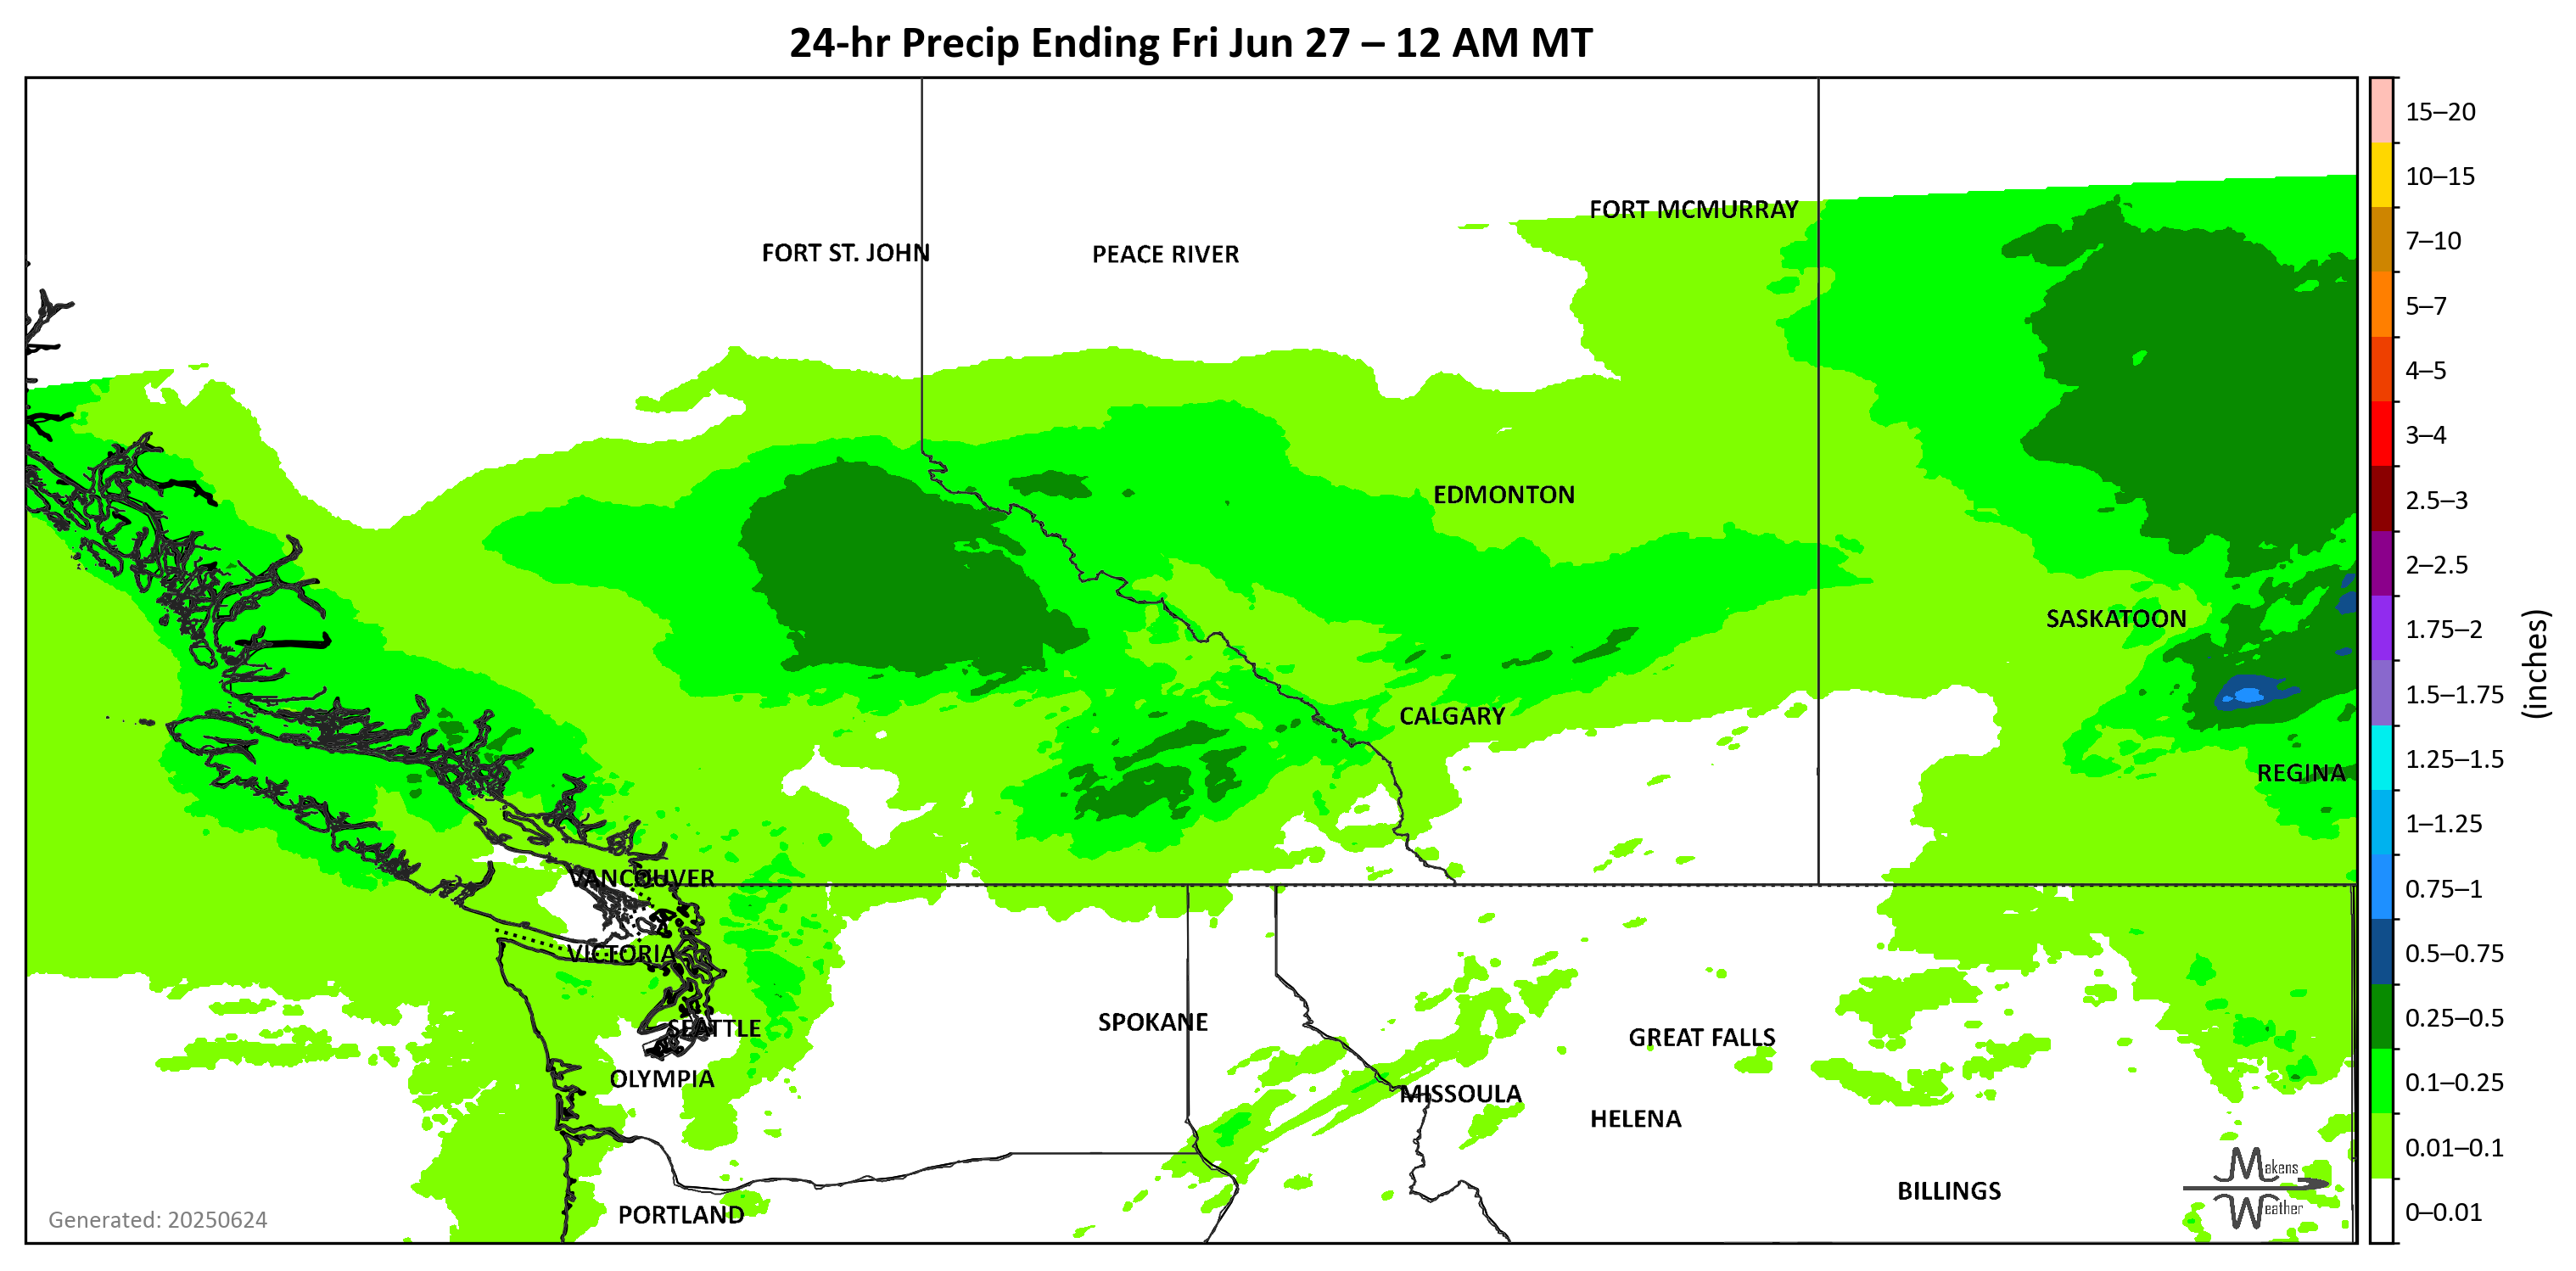 24-hr Precip Ending Fri Jun 27 – 12 AM MT
15–20
10–15
FORT MCMURRAY
7–10
FORT ST. JOHN
PEACE RIVER
5–7
4–5
3–4
EDMONTON
2.5–3
2–2.5
SASKATOON
1.75–2
(inches)
1.5–1.75
CALGARY
1.25–1.5
REGINA
1–1.25
VANCOUVER
0.75–1
VICTORIA
0.5–0.75
SPOKANE
0.25–0.5
SEATTLE
GREAT FALLS
OLYMPIA
0.1–0.25
MISSOULA
HELENA
0.01–0.1
Makens
Weather
BILLINGS
PORTLAND
0–0.01
Generated: 20250624